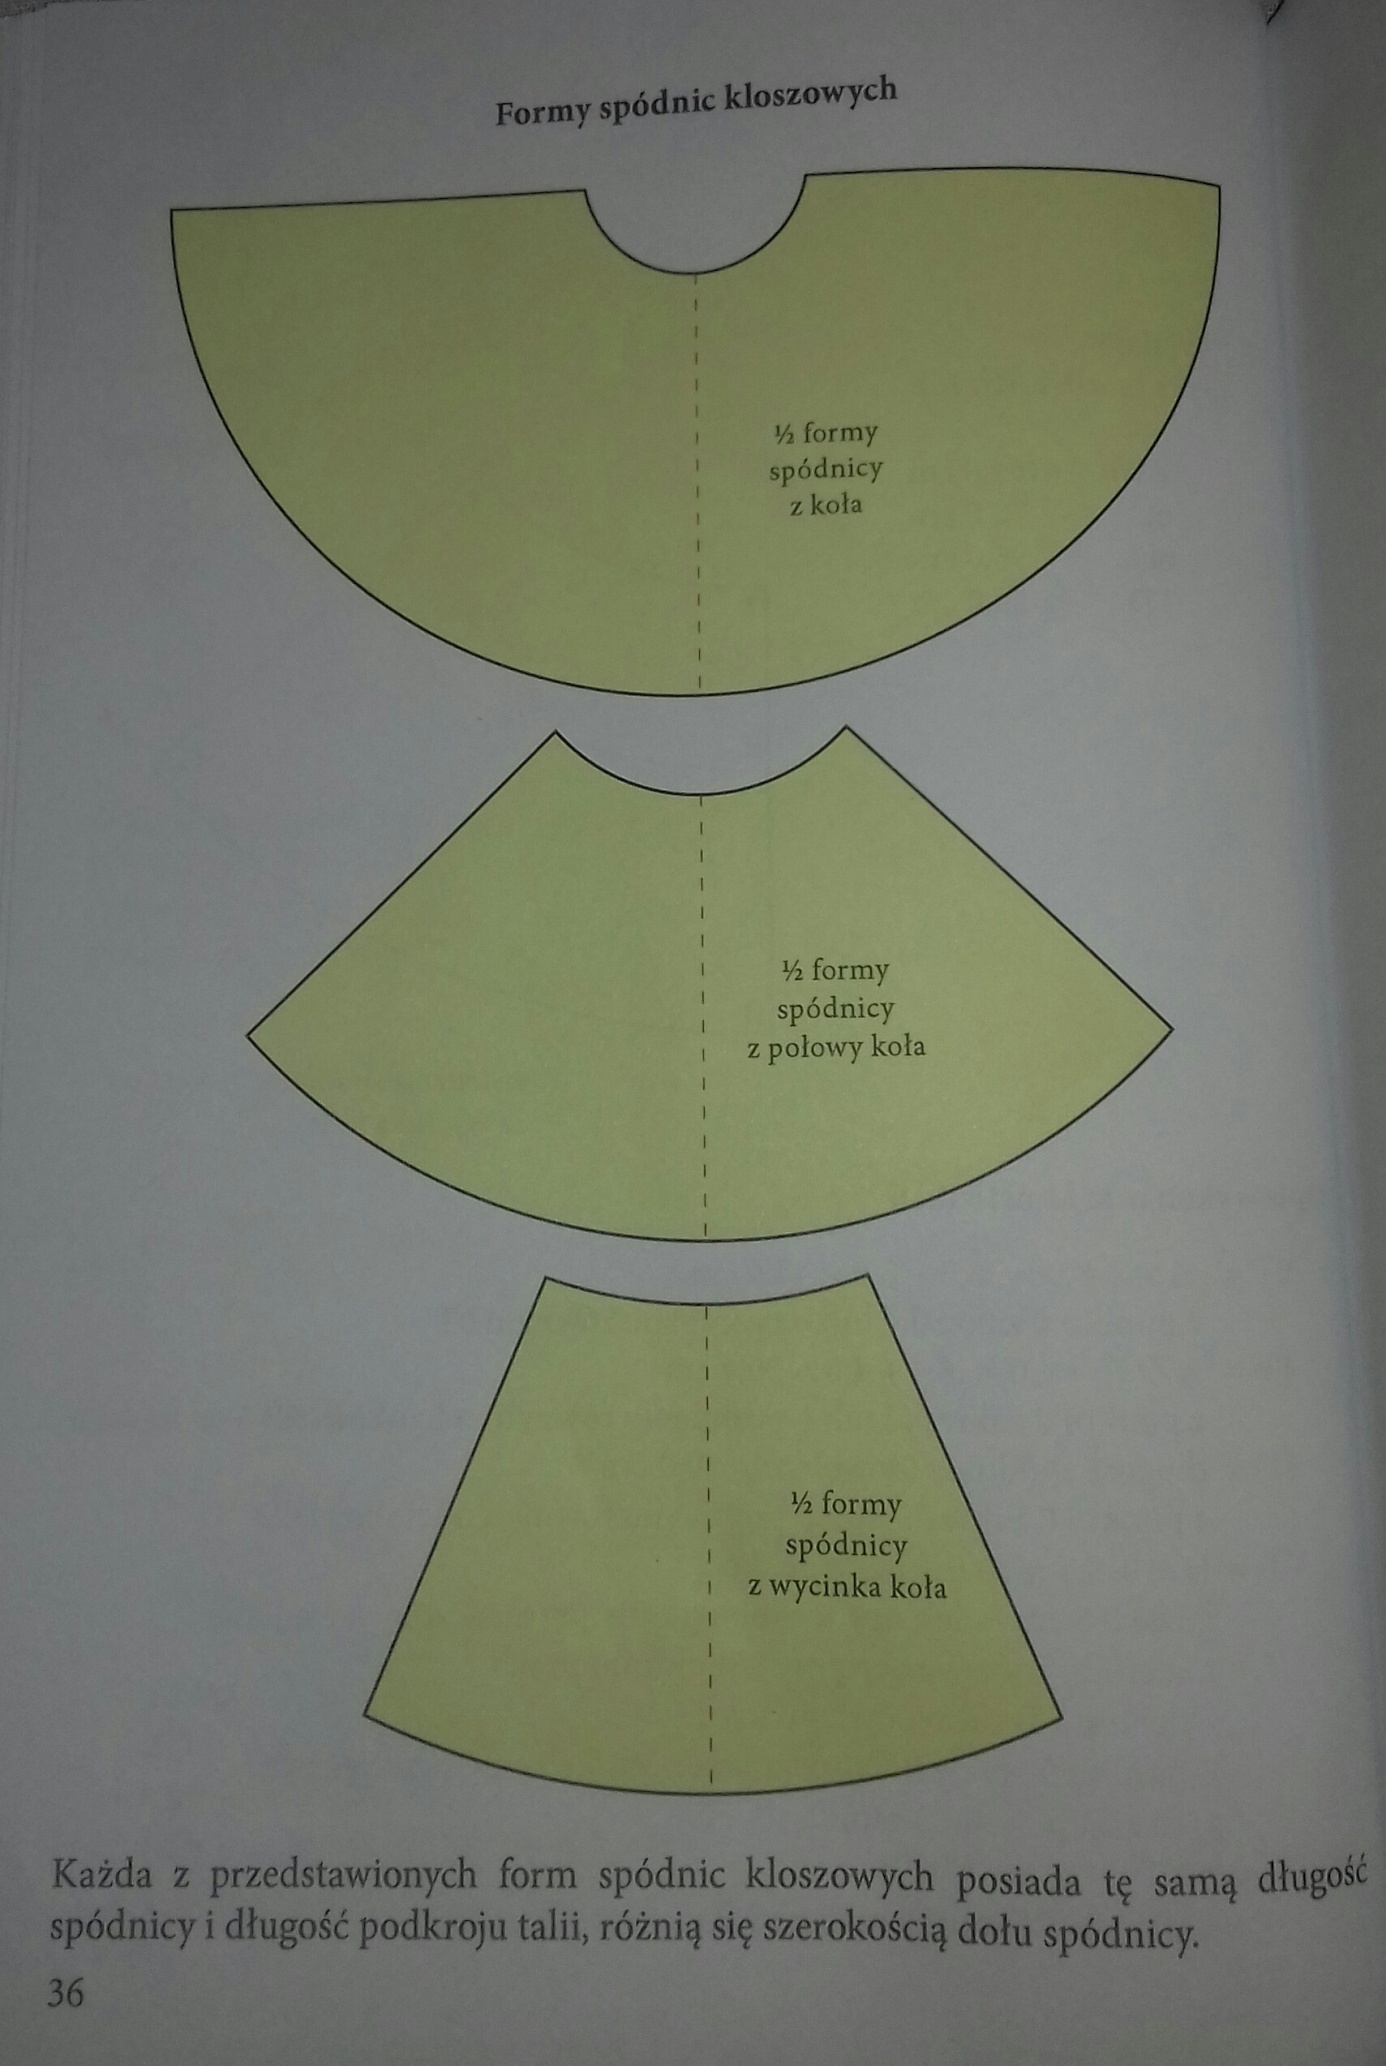 Formy spódnic kloszowych
½ formy
spódnicy
z koła
½ formy
spódnicy
z połowy koła
½ formy
spódnicy
z wycinka koła
Każda z przedstawionych form spódnic kloszowych posiada tę samą długość
spódnicy i długość podkroju talii, różnią się szerokością dołu spódnicy.
36